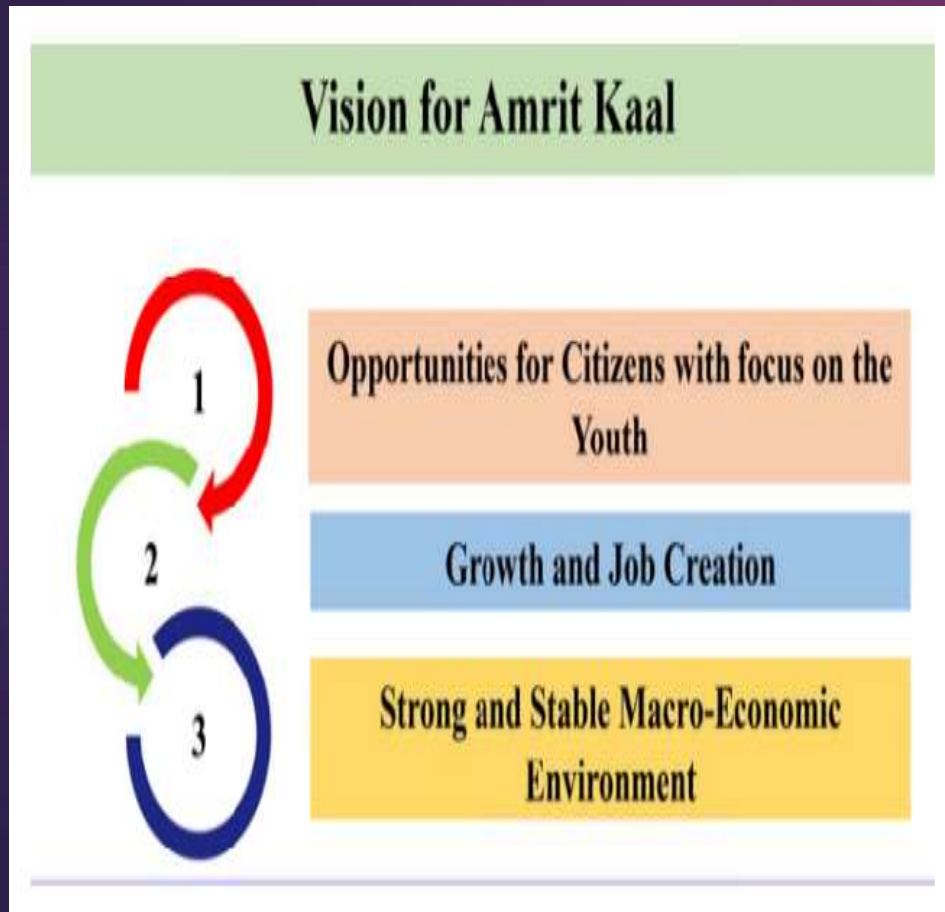 Vision for Amrit Kaal
1
Opportunities for Citizens with focus on the
Youth
2
Growth and Job Creation
3
Strong and Stable Macro-Economic
Environment